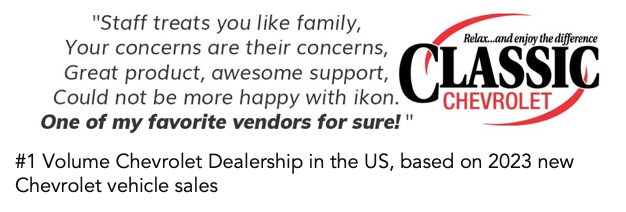 "Staff treats you like family,
Your concerns are their concerns,
Great product, awesome support,
Could not be more happy with ikon.
One of my favorite vendors for sure! "
Relax...and enjoy the difference
CLASSIC
CHEVROLET
#1 Volume Chevrolet Dealership in the US, based on 2023 new
Chevrolet vehicle sales